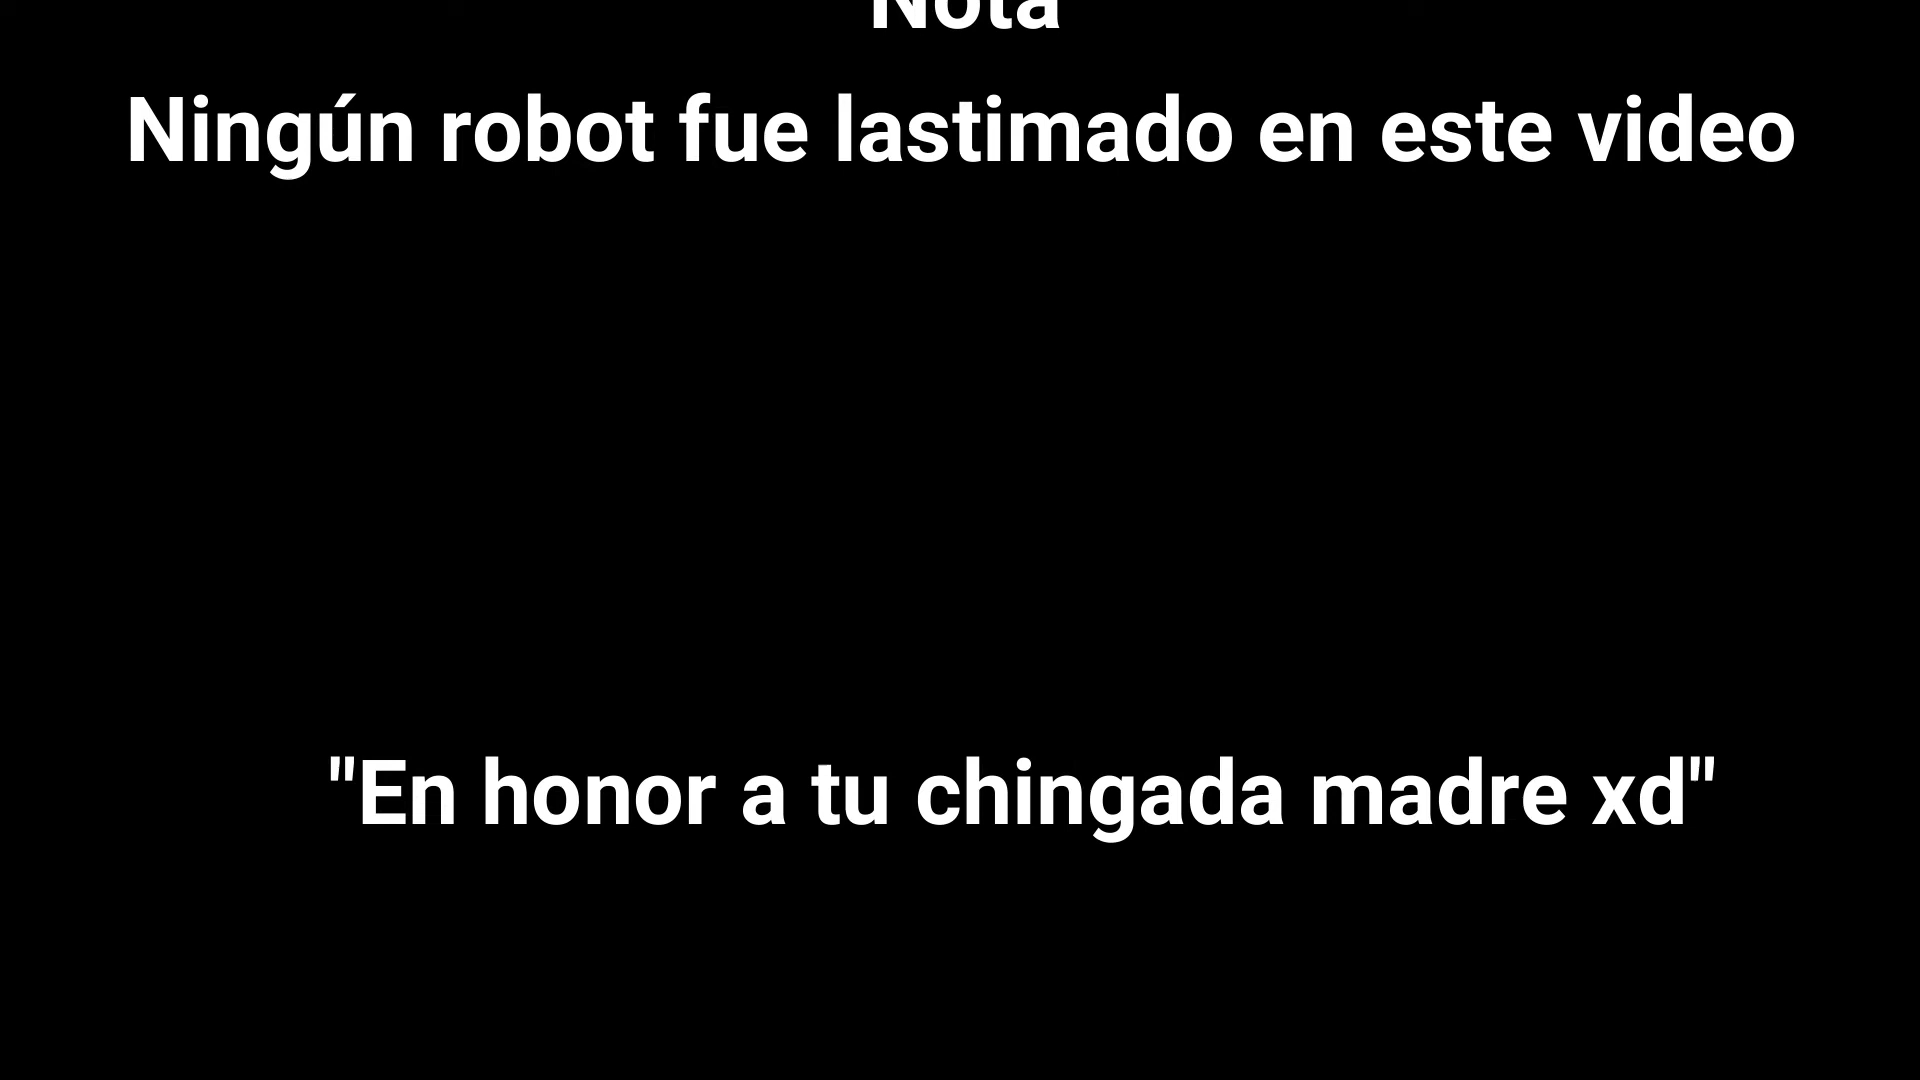 Nota
Ningún robot fue lastimado en este video
"En honor a tu chingada madre xd"